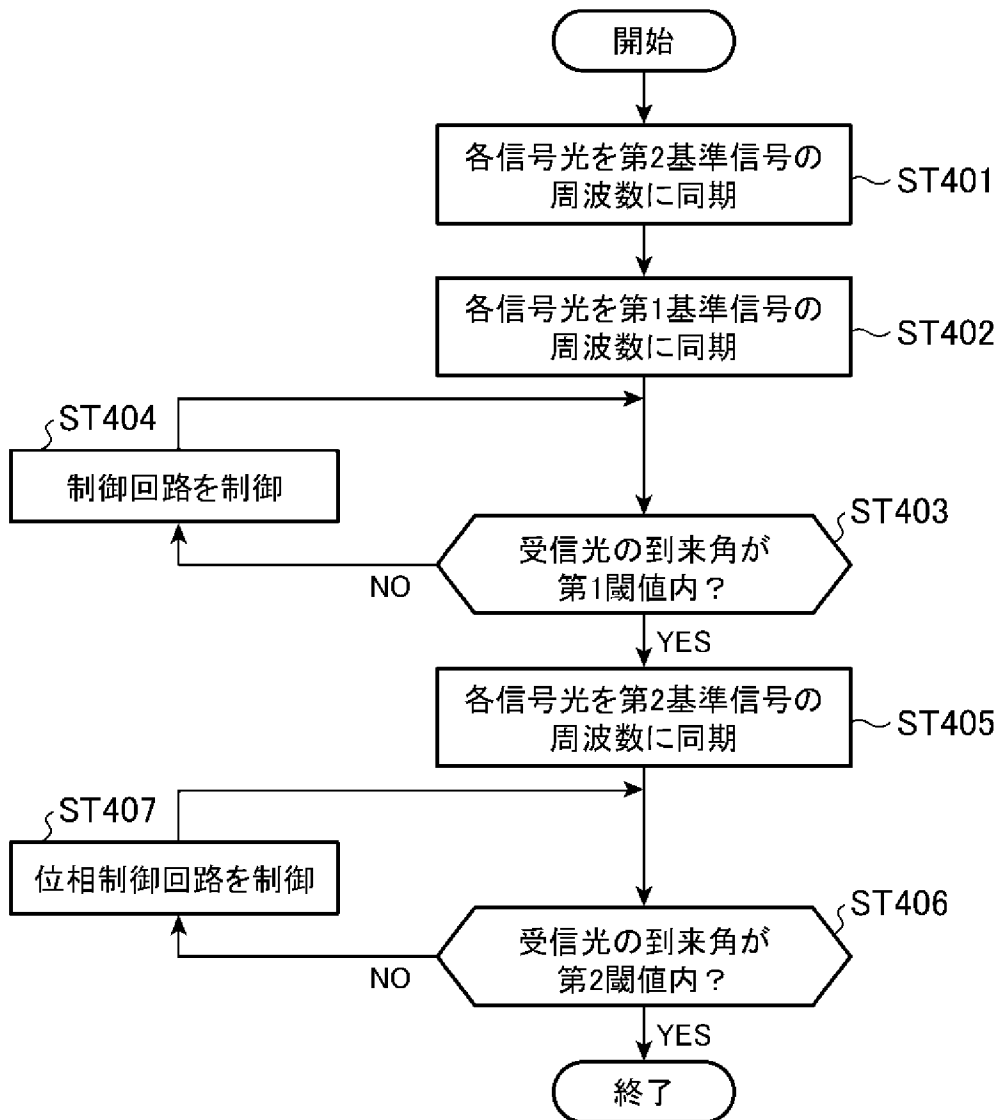 開始
各信号光を第2基準信号の
周波数に同期
ST401
各信号光を第1基準信号の
周波数に同期
ST402
ST404
制御回路を制御
ST403
受信光の到来角が
第1閾値内？
NO
YES
各信号光を第2基準信号の
周波数に同期
ST405
ST407
位相制御回路を制御
ST406
受信光の到来角が
第2閾値内？
NO
YES
終了